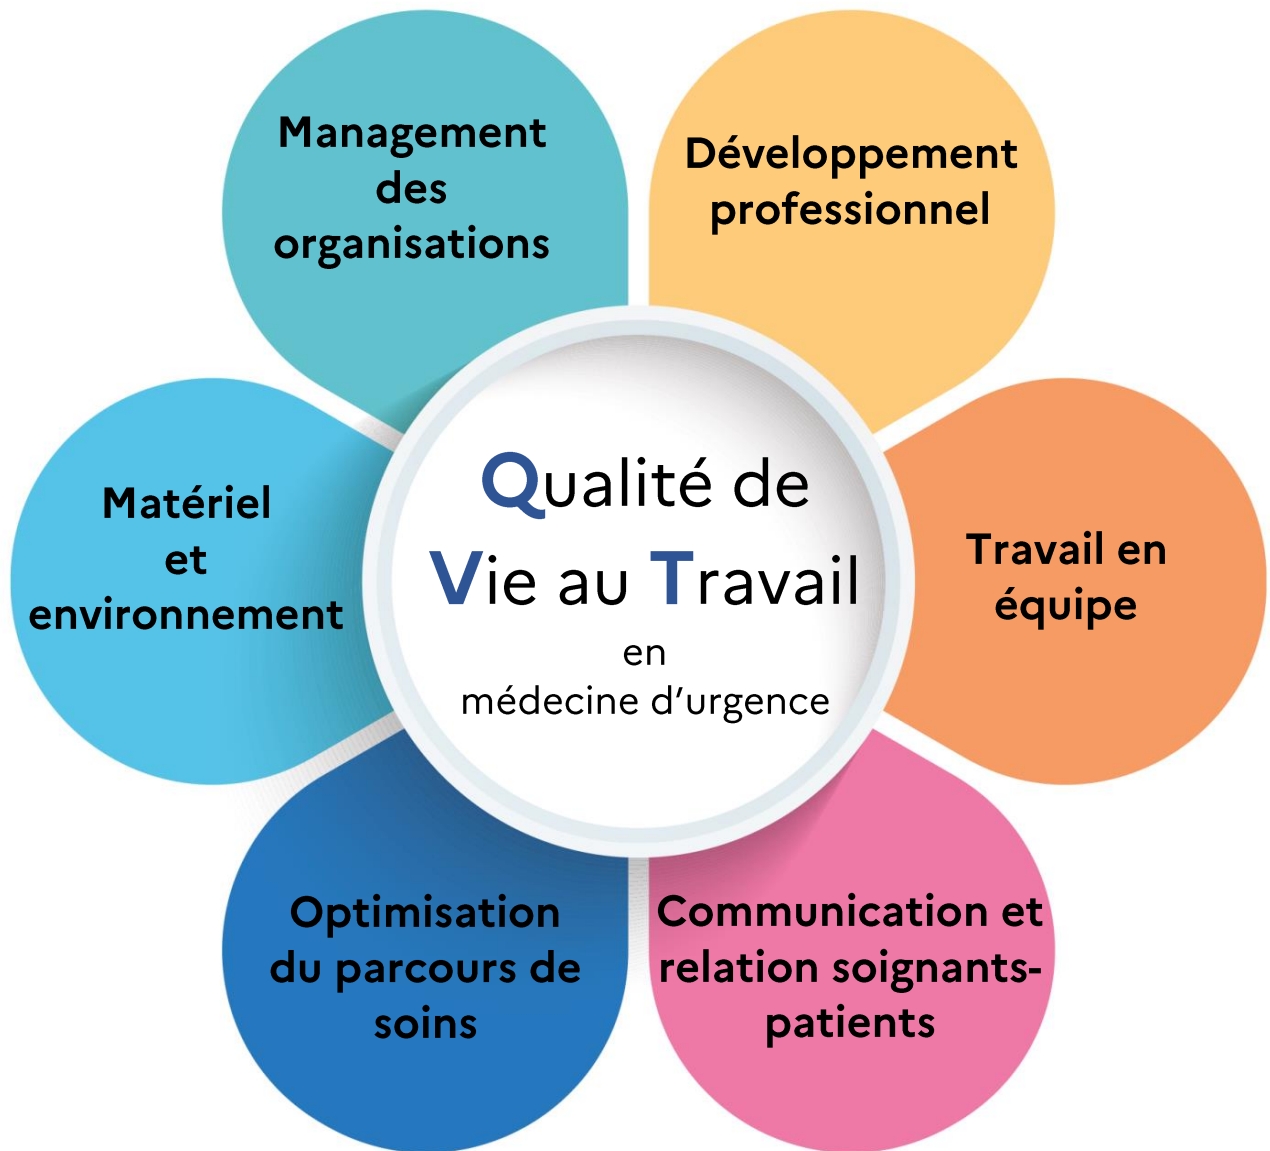 Management
des
organisations
Développement
professionnel
Matériel
et
environnement
Qualité de
Vie au Travail
en
médecine d’urgence
Travail en
équipe
Optimisation
du parcours de
soins
Communication et
relation soignants-
patients